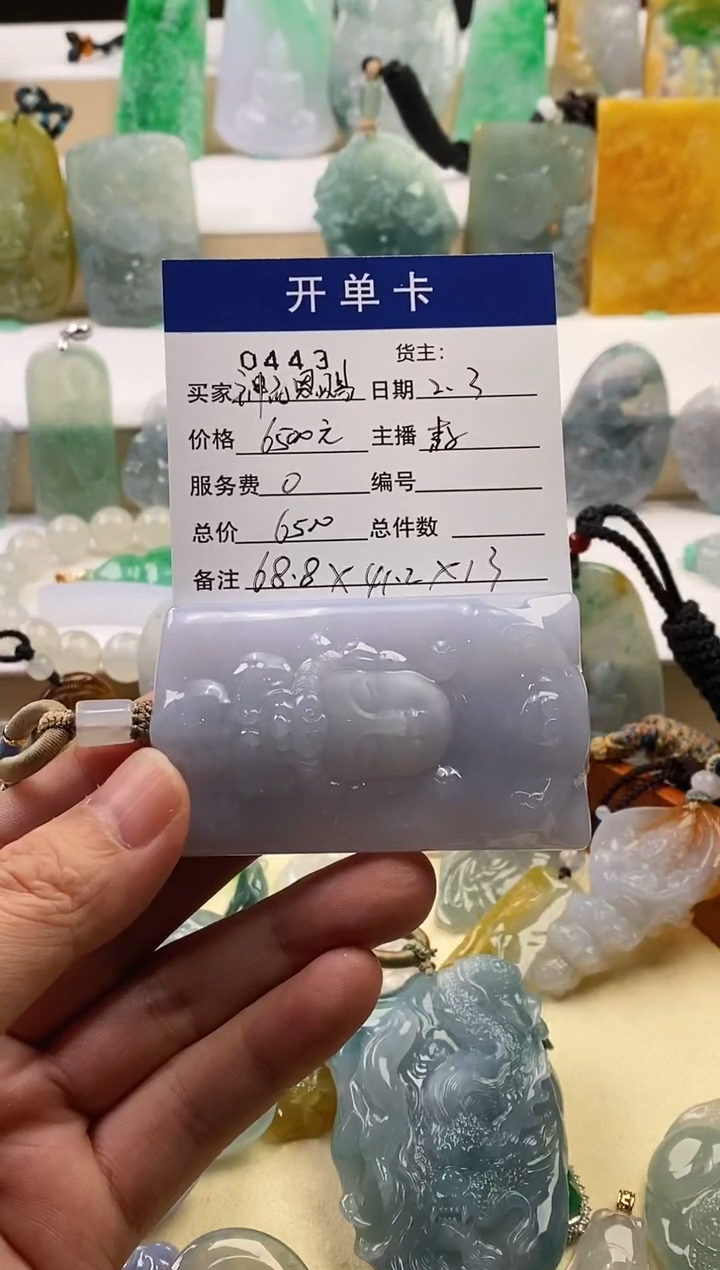 开单卡
0443 货主：
买家 日期 2.3
价格 6500元 主播
服务费 0 编号
总价 6500 总件数
备注 68.8×41.2×13